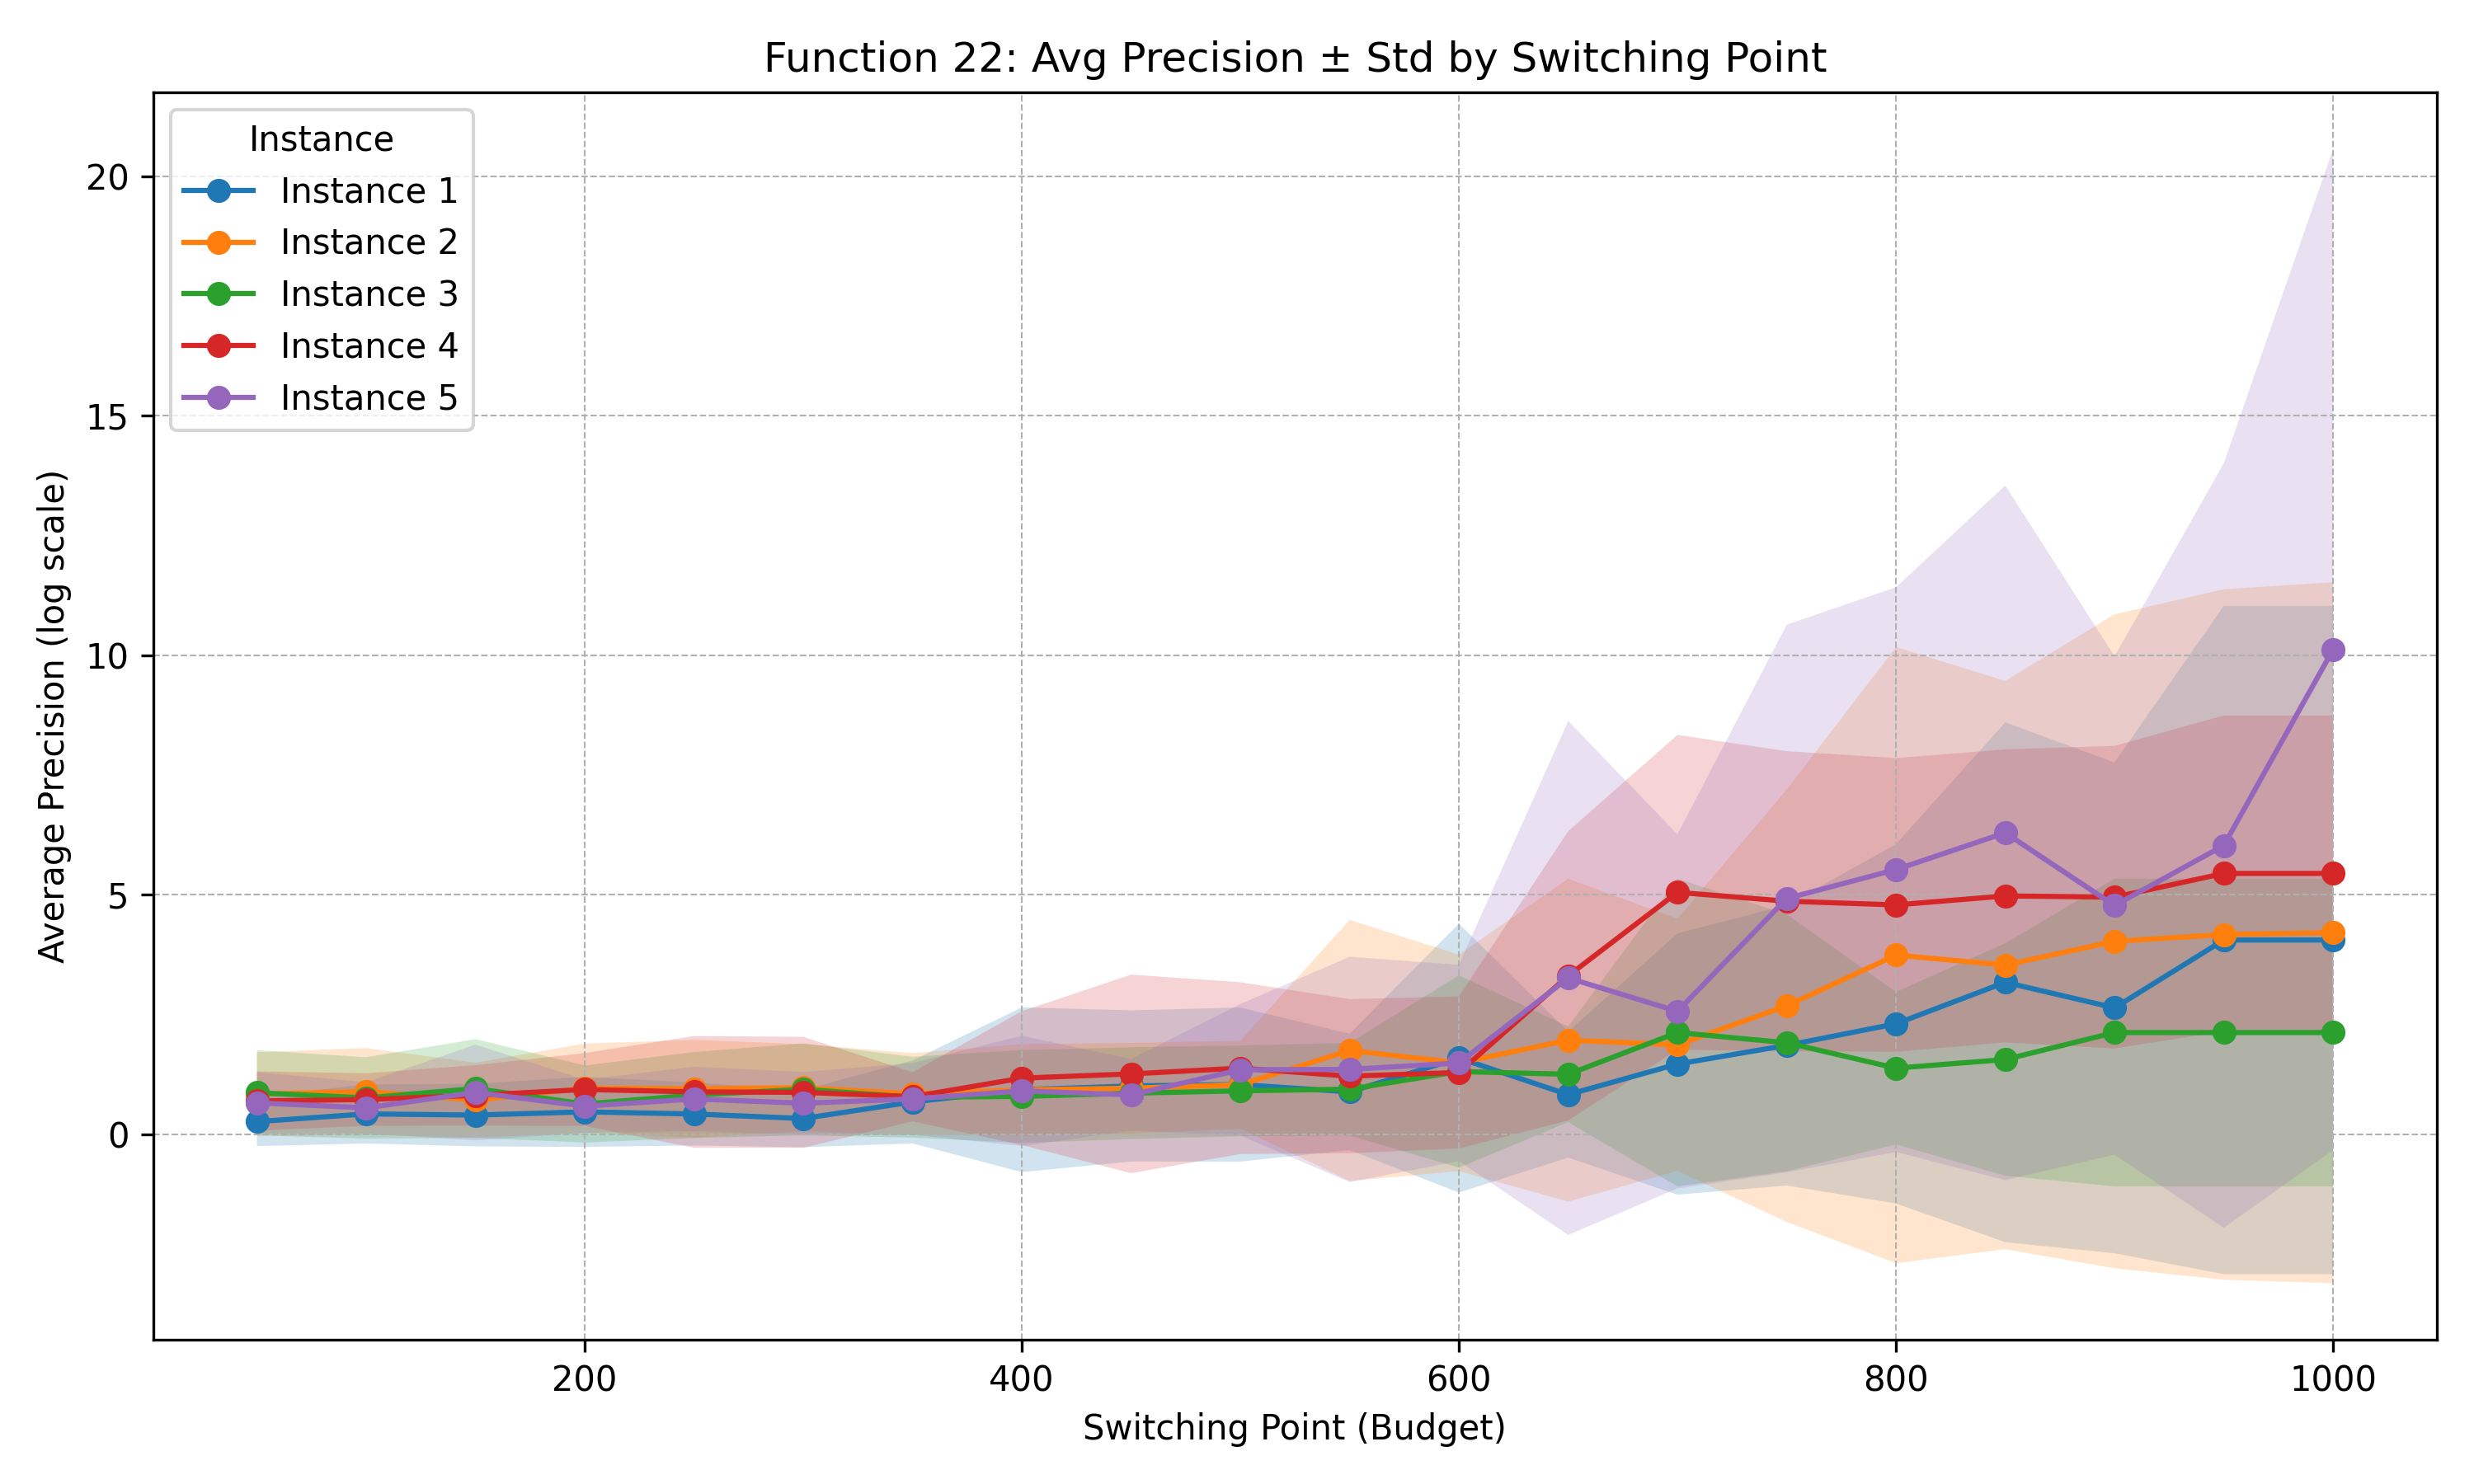 Function 22: Avg Precision ± Std by Switching Point
Instance
Instance 1
Instance 2
Instance 3
Instance 4
Instance 5
Average Precision (log scale)
20
15
10
5
0
200 400 600 800 1000
Switching Point (Budget)